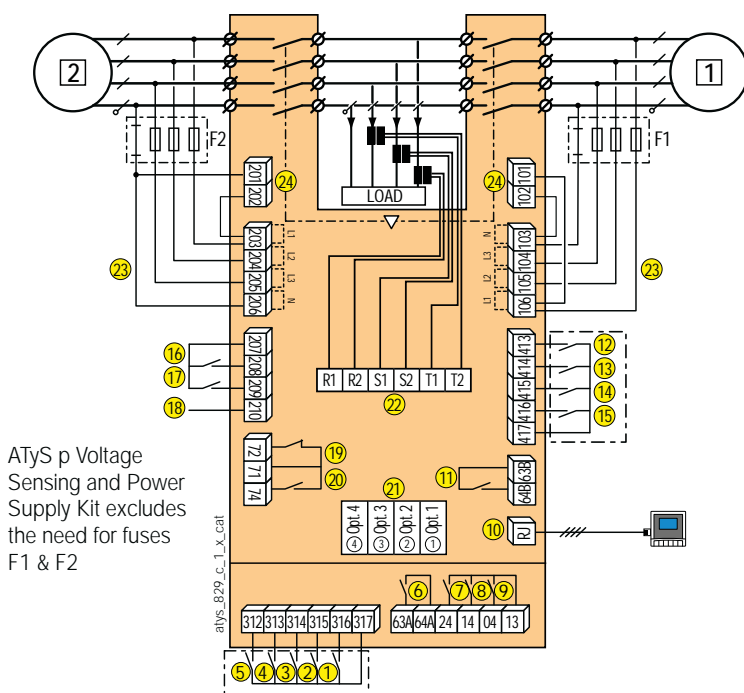 2
1
F2
F1
201
202
24
LOAD
24
101
102
203
204
205
206
L1
L2
L3
N
N
L3
L2
L1
103
104
105
106
23
23
207
208
209
210
16
17
18
R1 R2 S1 S2 T1 T2
22
413
414
415
416
417
12
13
14
15
72
71
74
19
20
21
Opt. 4 Opt. 3 Opt. 2 Opt. 1
4 3 2 1
11
63B
64B
10
RJ
ATyS p Voltage
Sensing and Power
Supply Kit excludes
the need for fuses
F1 & F2
atys_829_c_1_x_cat
6 7 8 9
312 313 314 315 316 317
63A 64A 24 14 04 13
5 4 3 2 1